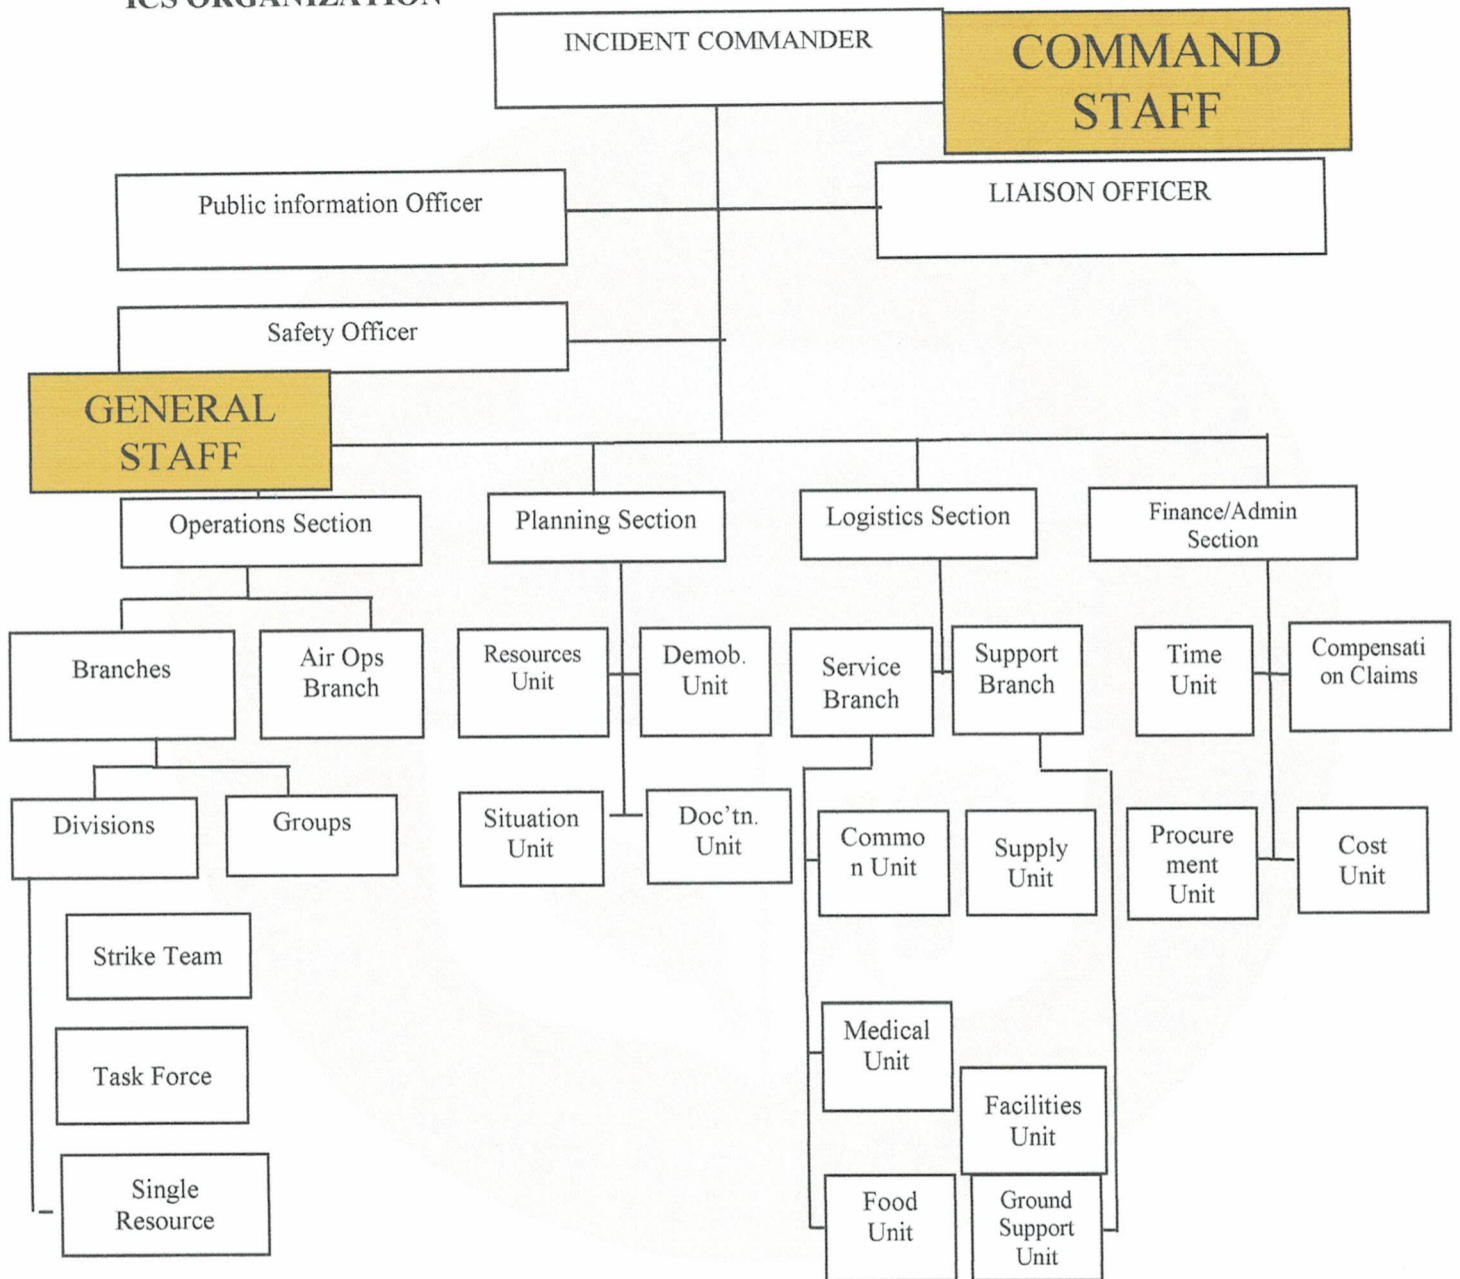 ICS ORGANIZATION
INCIDENT COMMANDER
COMMAND
STAFF
Public information Officer
LIAISON OFFICER
Safety Officer
GENERAL
STAFF
Operations Section
Planning Section
Logistics Section
Finance/Admin
Section
Branches
Air Ops
Branch
Resources
Unit
Demob.
Unit
Service
Branch
Support
Branch
Time
Unit
Compensati
on Claims
Divisions
Groups
Situation
Unit
Doc’tn.
Unit
Commo
n Unit
Supply
Unit
Procure
ment
Unit
Cost
Unit
Strike Team
Task Force
Single
Resource
Medical
Unit
Facilities
Unit
Food
Unit
Ground
Support
Unit